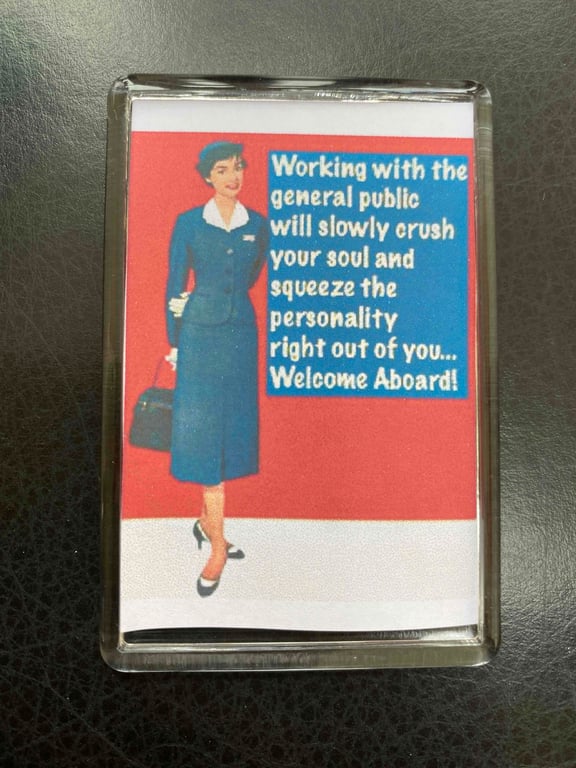 Working with the
general public
will slowly crush
your soul and
squeeze the
personality
right out of you...
Welcome Aboard!